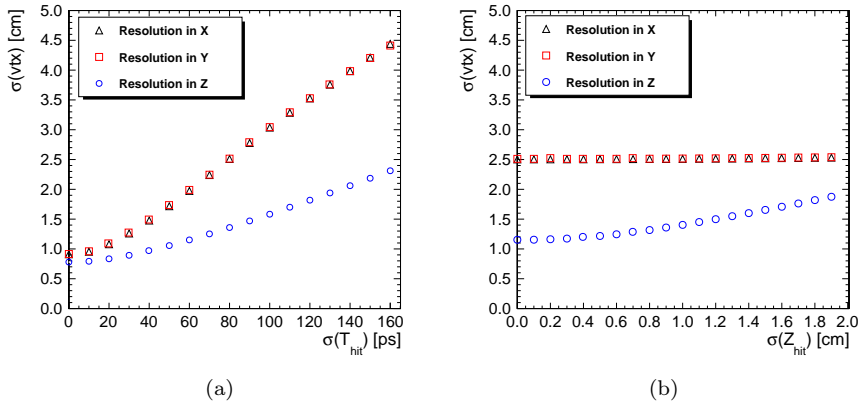 σ(vtx) [cm]
5.0
4.5
4.0
3.5
3.0
2.5
2.0
1.5
1.0
0.5
0.0
Resolution in X
Resolution in Y
Resolution in Z
0 20 40 60 80 100 120 140 160
σ(T_hit) [ps]
(a)
σ(vtx) [cm]
5.0
4.5
4.0
3.5
3.0
2.5
2.0
1.5
1.0
0.5
0.0
Resolution in X
Resolution in Y
Resolution in Z
0.0 0.2 0.4 0.6 0.8 1.0 1.2 1.4 1.6 1.8 2.0
σ(Z_hit) [cm]
(b)